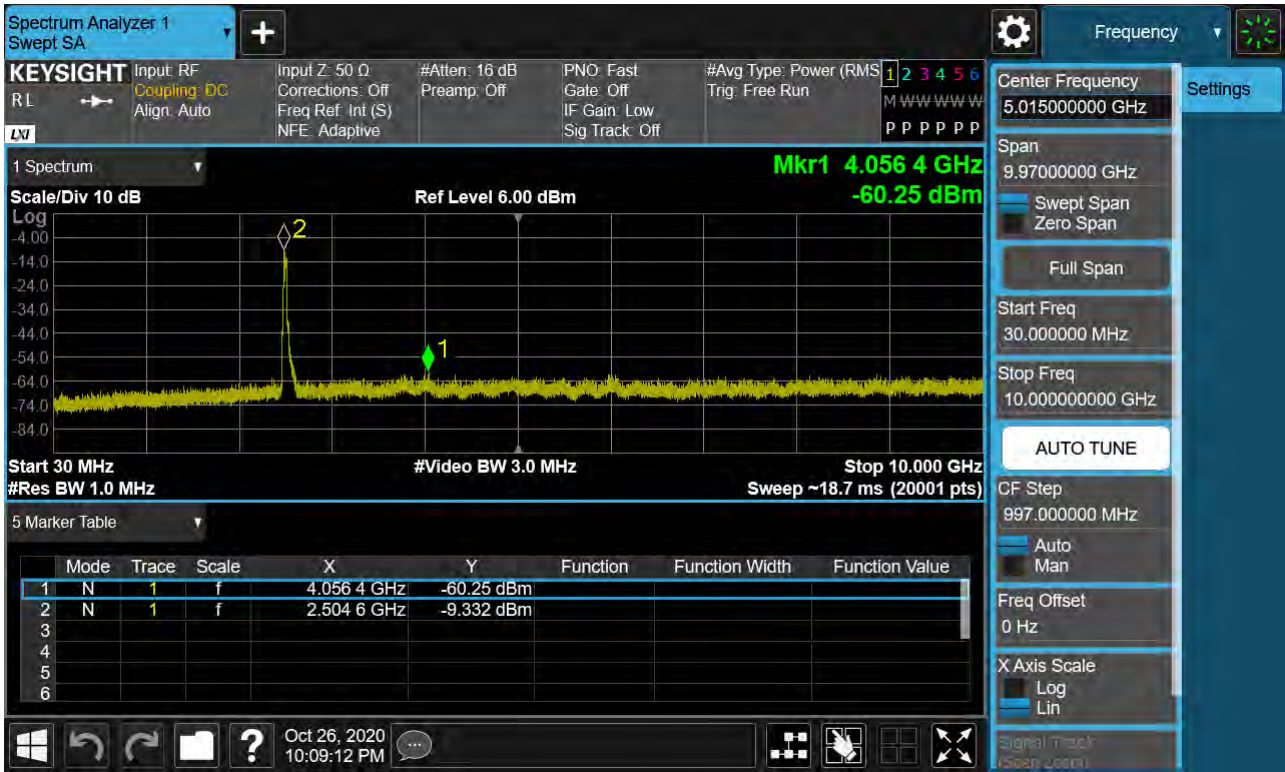 Spectrum Analyzer 1
Swept SA
Frequency
KEYSIGHT
RL
LXI
Input: RF
Coupling: DC
Align: Auto
Input Z: 50 Ω
Corrections: Off
Freq Ref: Int (S)
NFE: Adaptive
#Atten: 16 dB
Preamp: Off
PNO: Fast
Gate: Off
IF Gain: Low
Sig Track: Off
#Avg Type: Power (RMS
Trig: Free Run
1 2 3 4 5 6
M W W W W W
P P P P P P
1 Spectrum
Mkr1 4.056 4 GHz
-60.25 dBm
Scale/Div 10 dB
Ref Level 6.00 dBm
Log
-4.00
-14.0
-24.0
-34.0
-44.0
-54.0
-64.0
-74.0
-84.0
2
1
Start 30 MHz
#Video BW 3.0 MHz
Stop 10.000 GHz
#Res BW 1.0 MHz
Sweep ~18.7 ms (20001 pts)
5 Marker Table
Mode Trace Scale X Y Function Function Width Function Value
1 N 1 f 4.056 4 GHz -60.25 dBm
2 N 1 f 2.504 6 GHz -9.332 dBm
3
4
5
6
Oct 26, 2020
10:09:12 PM
Center Frequency
5.015000000 GHz
Settings
Span
9.97000000 GHz
Swept Span
Zero Span
Full Span
Start Freq
30.000000 MHz
Stop Freq
10.000000000 GHz
AUTO TUNE
CF Step
997.000000 MHz
Auto
Man
Freq Offset
0 Hz
X Axis Scale
Log
Lin
Signal Track
(Span Zoom)